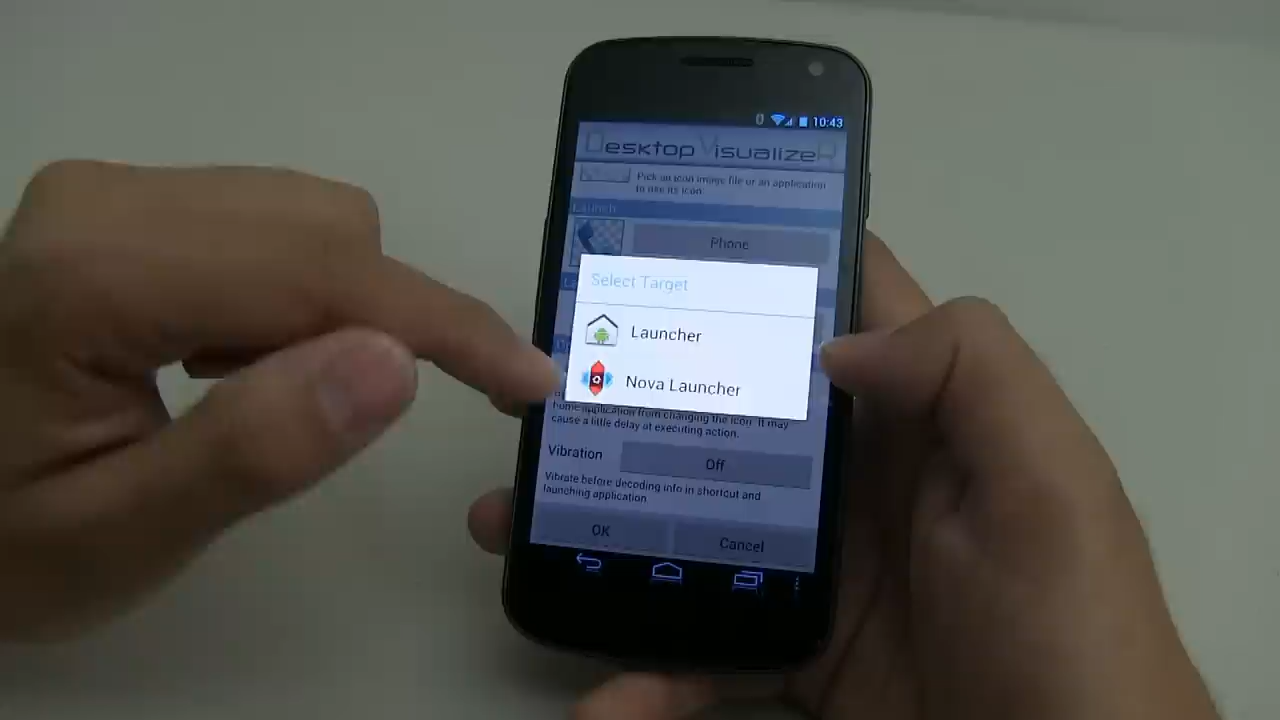 10:43
Desktop VisualizeR
Pick an icon image file or an application
to use its icon.
Launch
Phone
Select Target
Launcher
Nova Launcher
home application from changing the icon. It may
cause a little delay at executing action.
Vibration
Off
Vibrate before decoding info in shortcut and
launching application
OK
Cancel